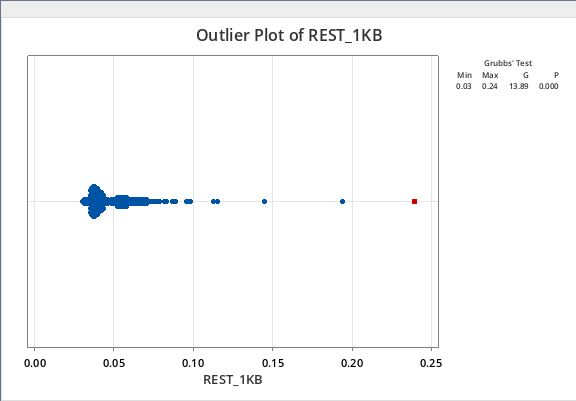 Outlier Plot of REST_1KB
Grubbs' Test
Min Max G P
0.03 0.24 13.89 0.000
0.00 0.05 0.10 0.15 0.20 0.25
REST_1KB